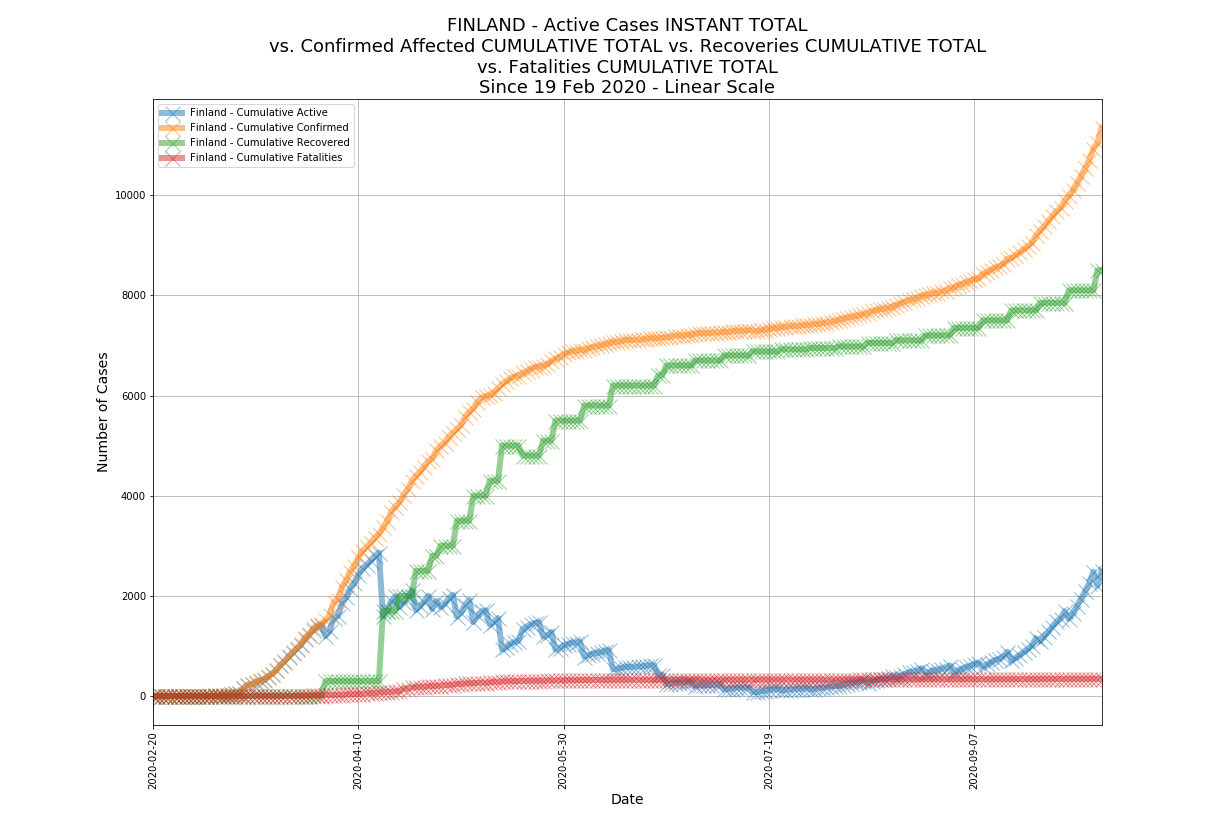 FINLAND - Active Cases INSTANT TOTAL
vs. Confirmed Affected CUMULATIVE TOTAL vs. Recoveries CUMULATIVE TOTAL
vs. Fatalities CUMULATIVE TOTAL
Since 19 Feb 2020 - Linear Scale
Finland - Cumulative Active
Finland - Cumulative Confirmed
Finland - Cumulative Recovered
Finland - Cumulative Fatalities
Number of Cases
10000
8000
6000
4000
2000
0
2020-02-20
2020-04-10
2020-05-30
2020-07-19
2020-09-07
Date